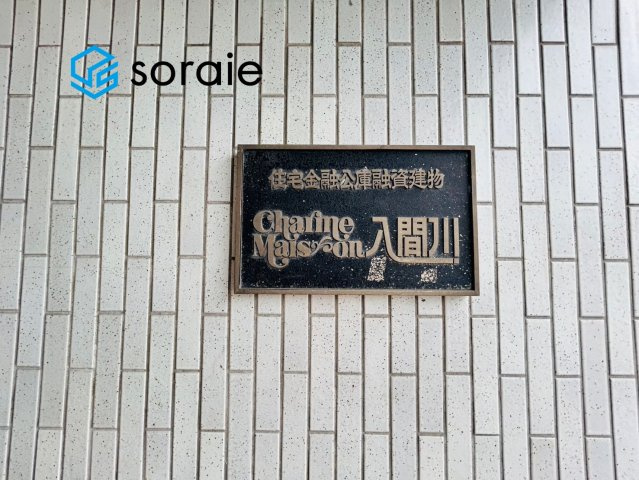 soraie
住宅金融公庫融資建物
Charme
Maison 入間川